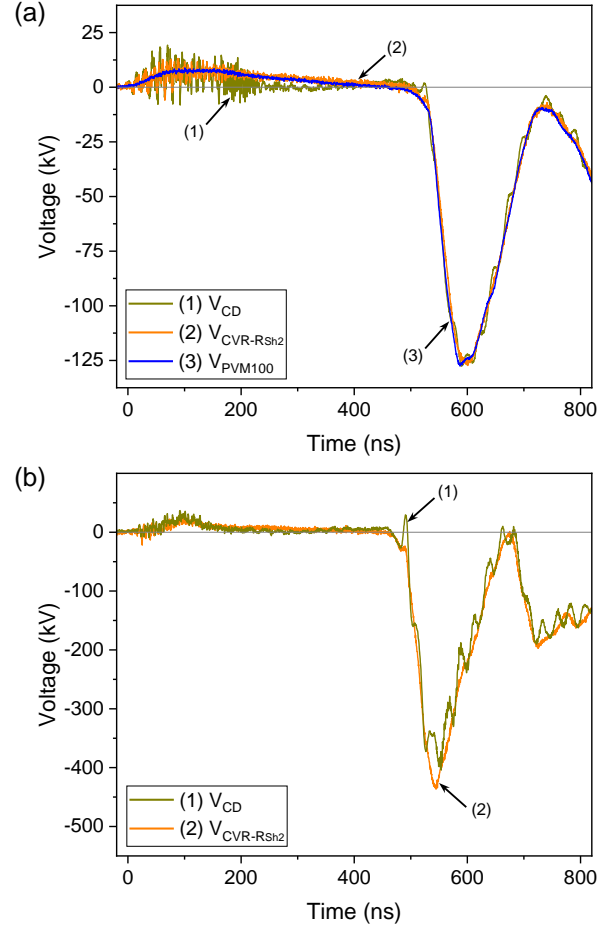 (a)
25
0
-25
-50
-75
-100
-125
Voltage (kV)
(1)
(2)
(3)
(1) V_CD
(2) V_CVR-RSh2
(3) V_PVM100
0 200 400 600 800
Time (ns)
(b)
0
-100
-200
-300
-400
-500
Voltage (kV)
(1)
(2)
(1) V_CD
(2) V_CVR-RSh2
0 200 400 600 800
Time (ns)